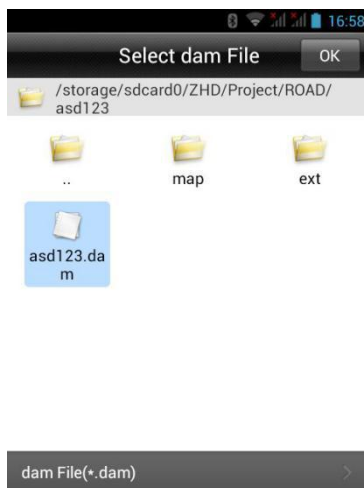 16:58
Select dam File
OK
/storage/sdcard0/ZHD/Project/ROAD/
asd123
..
map
ext
asd123.da
m
dam File(*.dam)